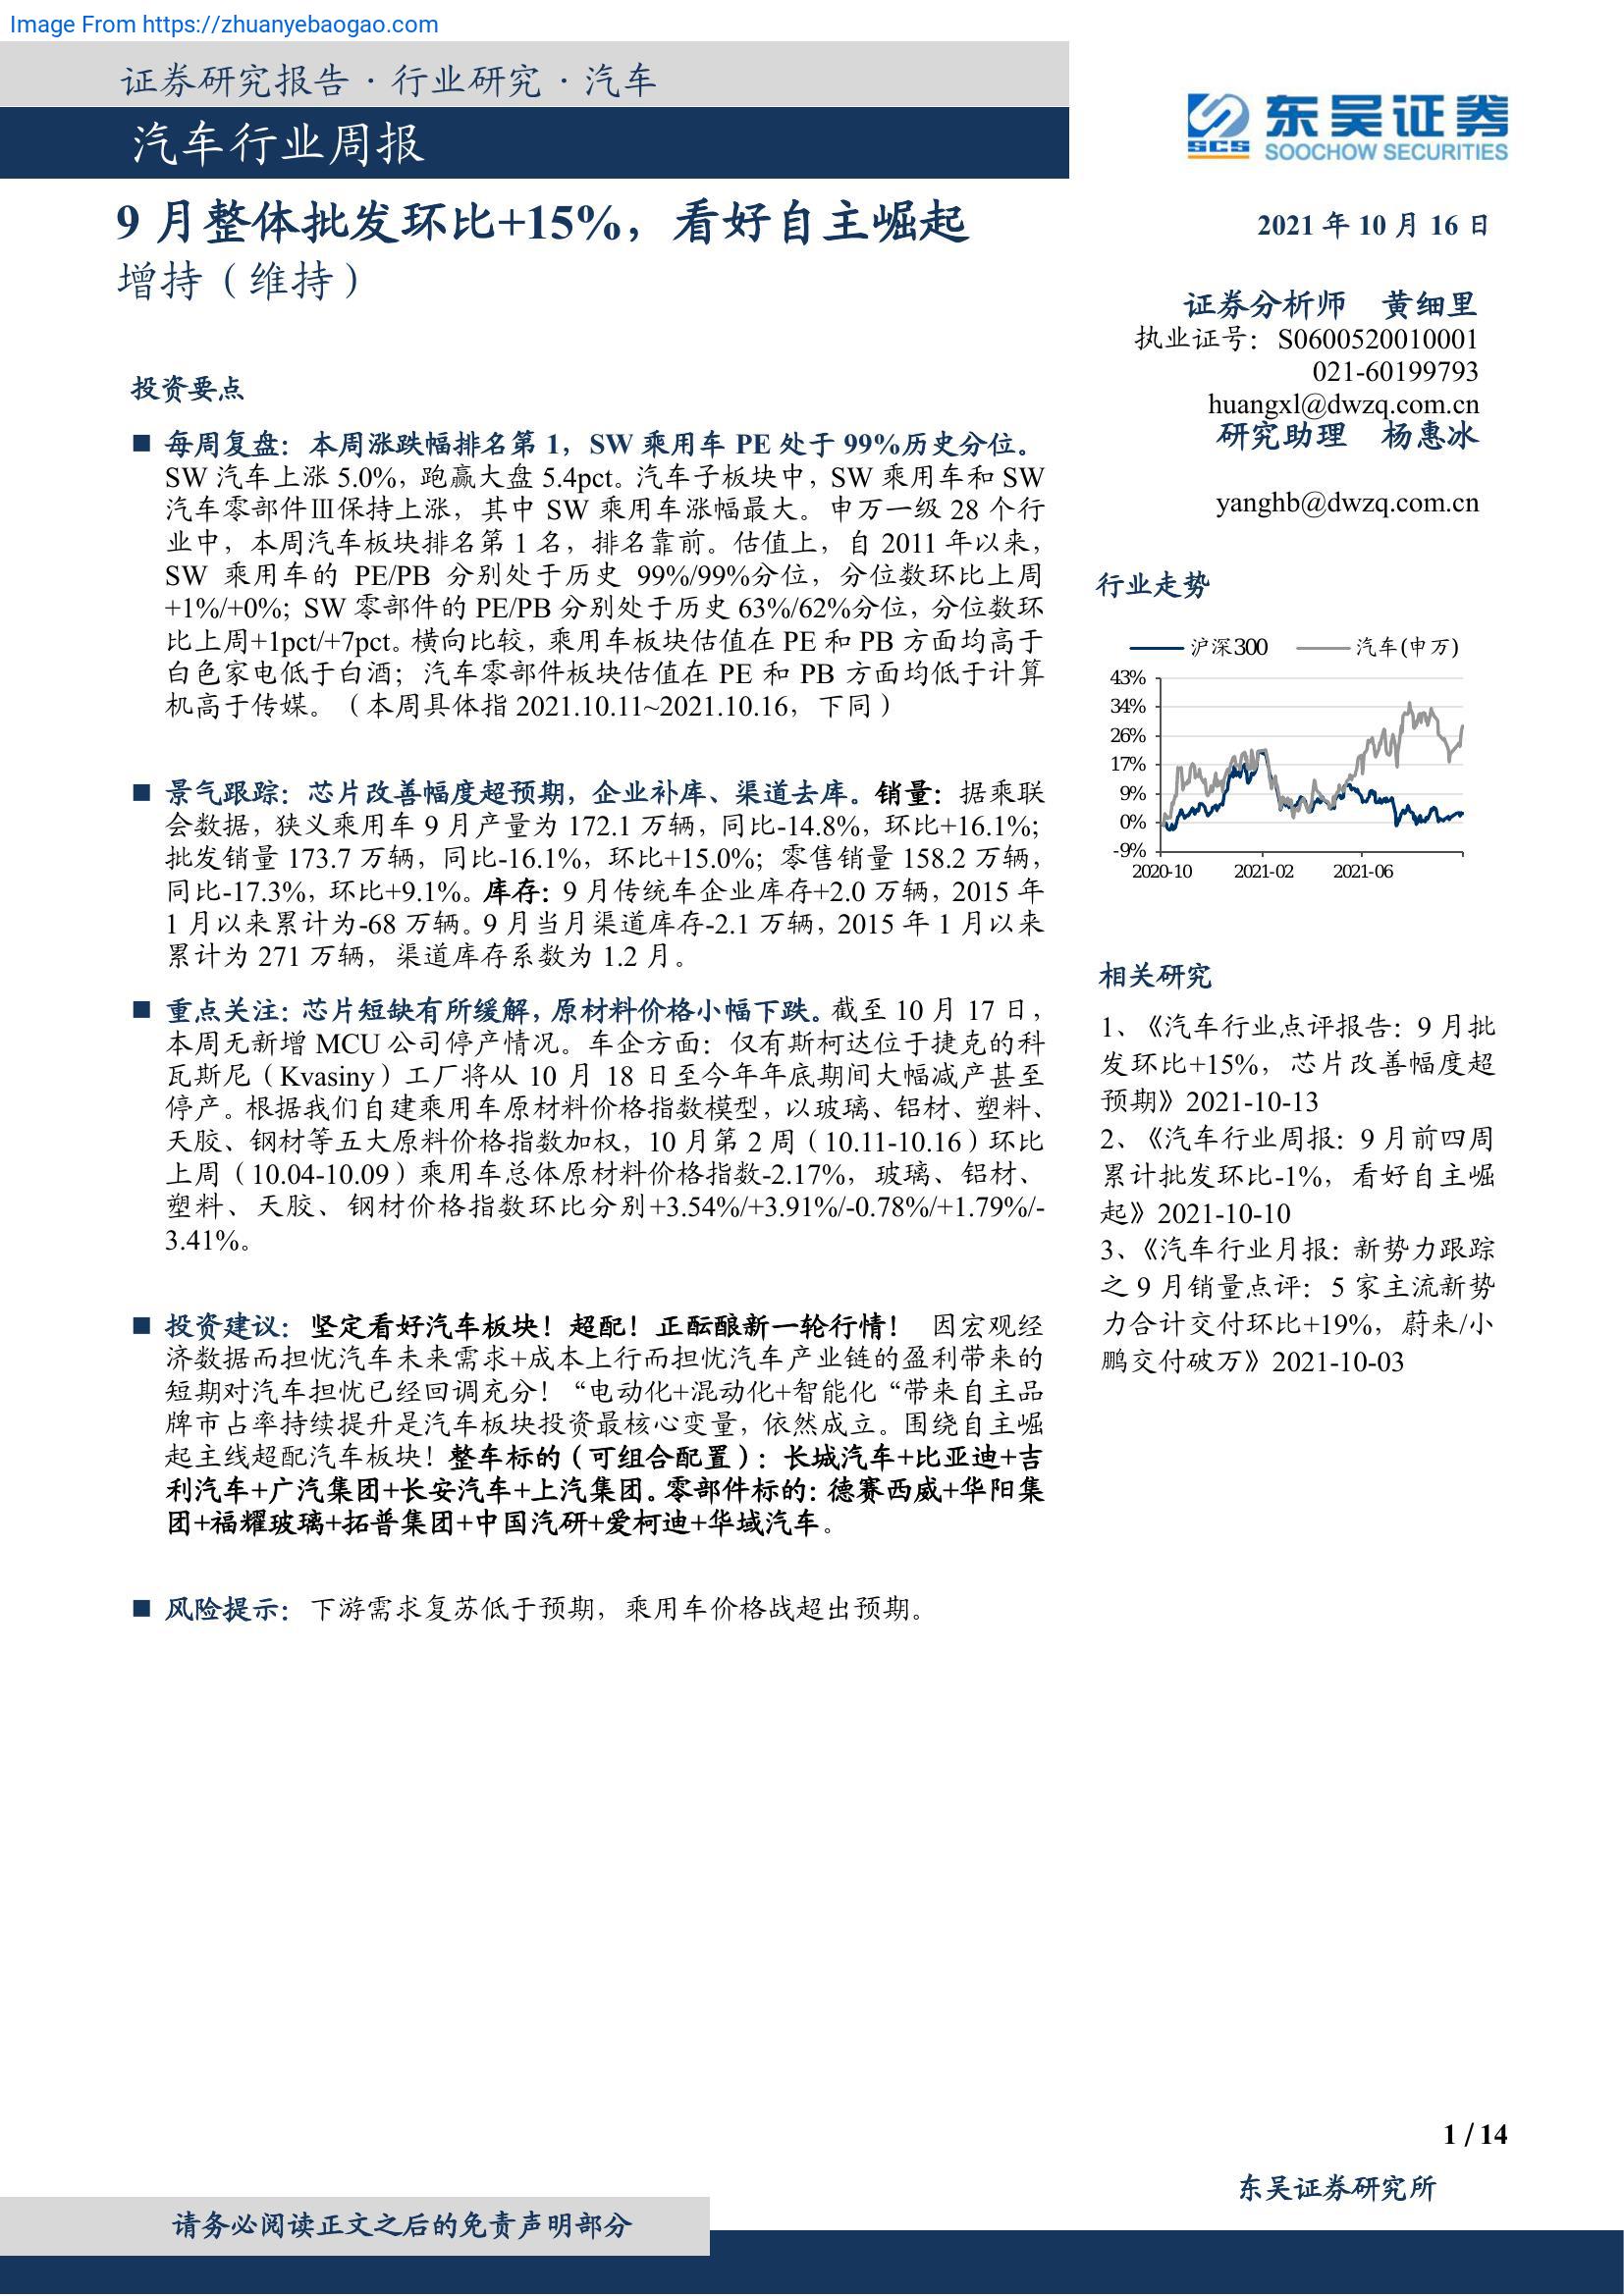 Image From https://zhuanyebaogao.com
证券研究报告 · 行业研究 · 汽车
汽车行业周报
东吴证券
SCS
SOOCHOW SECURITIES
9 月整体批发环比+15%，看好自主崛起
增持（维持）
投资要点
■ 每周复盘：本周涨跌幅排名第 1，SW 乘用车 PE 处于 99%历史分位。
SW 汽车上涨 5.0%，跑赢大盘 5.4pct。汽车子板块中，SW 乘用车和 SW
汽车零部件Ⅲ保持上涨，其中 SW 乘用车涨幅最大。申万一级 28 个行
业中，本周汽车板块排名第 1 名，排名靠前。估值上，自 2011 年以来，
SW 乘用车的 PE/PB 分别处于历史 99%/99%分位，分位数环比上周
+1%/+0%；SW 零部件的 PE/PB 分别处于历史 63%/62%分位，分位数环
比上周+1pct/+7pct。横向比较，乘用车板块估值在 PE 和 PB 方面均高于
白色家电低于白酒；汽车零部件板块估值在 PE 和 PB 方面均低于计算
机高于传媒。（本周具体指 2021.10.11~2021.10.16，下同）
■ 景气跟踪：芯片改善幅度超预期，企业补库、渠道去库。销量：据乘联
会数据，狭义乘用车 9 月产量为 172.1 万辆，同比-14.8%，环比+16.1%；
批发销量 173.7 万辆，同比-16.1%，环比+15.0%；零售销量 158.2 万辆，
同比-17.3%，环比+9.1%。库存：9 月传统车企业库存+2.0 万辆，2015 年
1 月以来累计为-68 万辆。9 月当月渠道库存-2.1 万辆，2015 年 1 月以来
累计为 271 万辆，渠道库存系数为 1.2 月。
■ 重点关注：芯片短缺有所缓解，原材料价格小幅下跌。截至 10 月 17 日，
本周无新增 MCU 公司停产情况。车企方面：仅有斯柯达位于捷克的科
瓦斯尼（Kvasiny）工厂将从 10 月 18 日至今年年底期间大幅减产甚至
停产。根据我们自建乘用车原材料价格指数模型，以玻璃、铝材、塑料、
天胶、钢材等五大原料价格指数加权，10 月第 2 周（10.11-10.16）环比
上周（10.04-10.09）乘用车总体原材料价格指数-2.17%，玻璃、铝材、
塑料、天胶、钢材价格指数环比分别+3.54%/+3.91%/-0.78%/+1.79%/-
3.41%。
■ 投资建议：坚定看好汽车板块！超配！正酝酿新一轮行情！ 因宏观经
济数据而担忧汽车未来需求+成本上行而担忧汽车产业链的盈利带来的
短期对汽车担忧已经回调充分！“电动化+混动化+智能化“带来自主品
牌市占率持续提升是汽车板块投资最核心变量，依然成立。围绕自主崛
起主线超配汽车板块！整车标的（可组合配置）：长城汽车+比亚迪+吉
利汽车+广汽集团+长安汽车+上汽集团。零部件标的：德赛西威+华阳集
团+福耀玻璃+拓普集团+中国汽研+爱柯迪+华域汽车。
■ 风险提示：下游需求复苏低于预期，乘用车价格战超出预期。
2021 年 10 月 16 日
证券分析师 黄细里
执业证号：S0600520010001
021-60199793
huangxl@dwzq.com.cn
研究助理 杨惠冰
yanghb@dwzq.com.cn
行业走势
沪深300 汽车(申万)
43%
34%
26%
17%
9%
0%
-9%
2020-10 2021-02 2021-06
相关研究
1、《汽车行业点评报告：9 月批
发环比+15%，芯片改善幅度超
预期》2021-10-13
2、《汽车行业周报：9 月前四周
累计批发环比-1%，看好自主崛
起》2021-10-10
3、《汽车行业月报：新势力跟踪
之 9 月销量点评：5 家主流新势
力合计交付环比+19%，蔚来/小
鹏交付破万》2021-10-03
1 / 14
东吴证券研究所
请务必阅读正文之后的免责声明部分